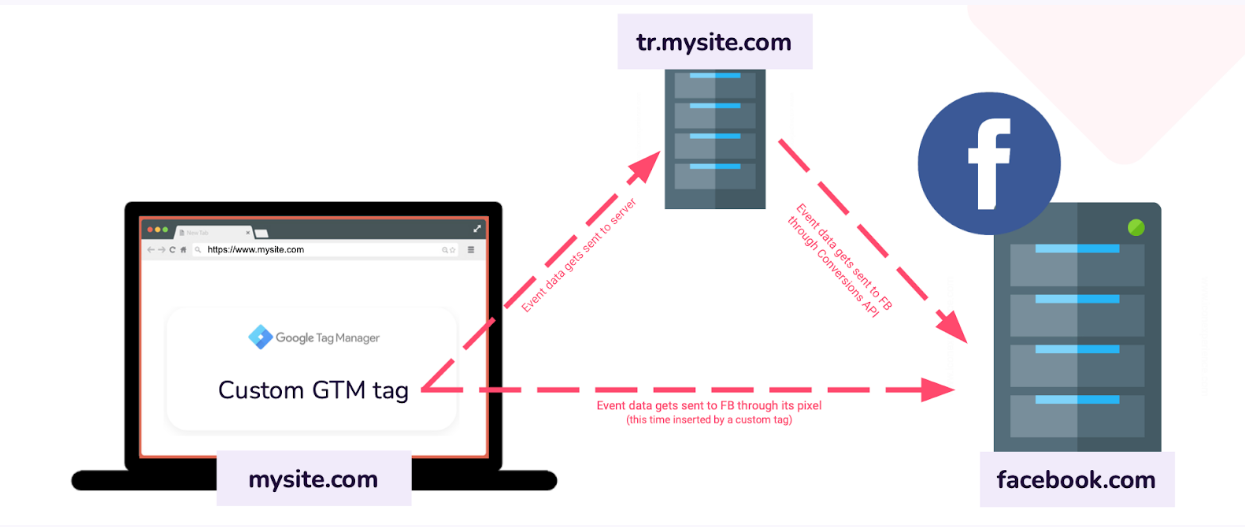 tr.mysite.com
Event data gets sent to server
Event data gets sent to FB
through Conversions API
New Tab
https://www.mysite.com
Google Tag Manager
Custom GTM tag
Event data gets sent to FB through its pixel
(this time inserted by a custom tag)
mysite.com
facebook.com